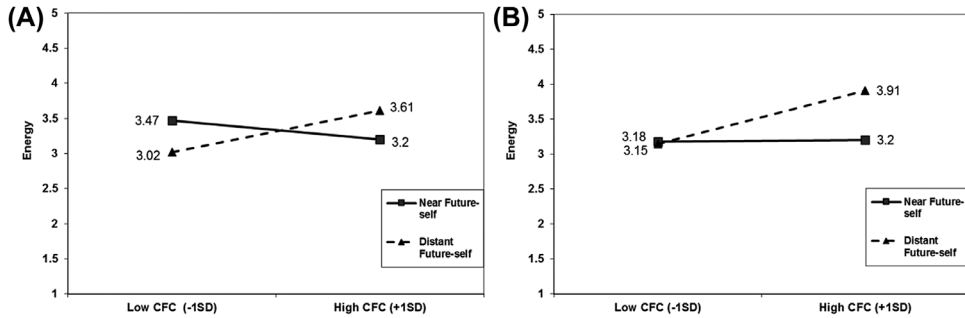 (A)
5
4.5
4
3.5
3
2.5
2
1.5
1
Energy
3.47
3.02
3.61
3.2
Near Future-
self
Distant
Future-self
Low CFC (-1SD)
High CFC (+1SD)
(B)
5
4.5
4
3.5
3
2.5
2
1.5
1
Energy
3.18
3.15
3.91
3.2
Near Future-
self
Distant
Future-self
Low CFC (-1SD)
High CFC (+1SD)